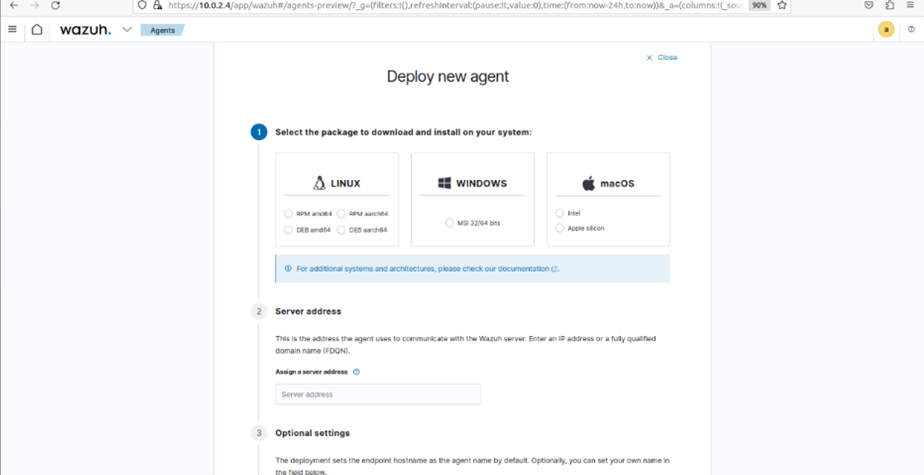 https://10.0.2.4/app/wazuh#/agents-preview/?_g=(filters:!(),refreshInterval:(pause:!t,value:0),time:(from:now-24h,to:now))&_a=(columns:!(_sou
90%
wazuh.
Agents
a
Close
Deploy new agent
1
Select the package to download and install on your system:
LINUX
RPM amd64 RPM aarch64
DEB amd64 DEB aarch64
WINDOWS
MSI 32/64 bits
macOS
Intel
Apple silicon
For additional systems and architectures, please check our documentation.
2
Server address
This is the address the agent uses to communicate with the Wazuh server. Enter an IP address or a fully qualified
domain name (FDQN).
Assign a server address
Server address
3
Optional settings
The deployment sets the endpoint hostname as the agent name by default. Optionally, you can set your own name in
the field below.